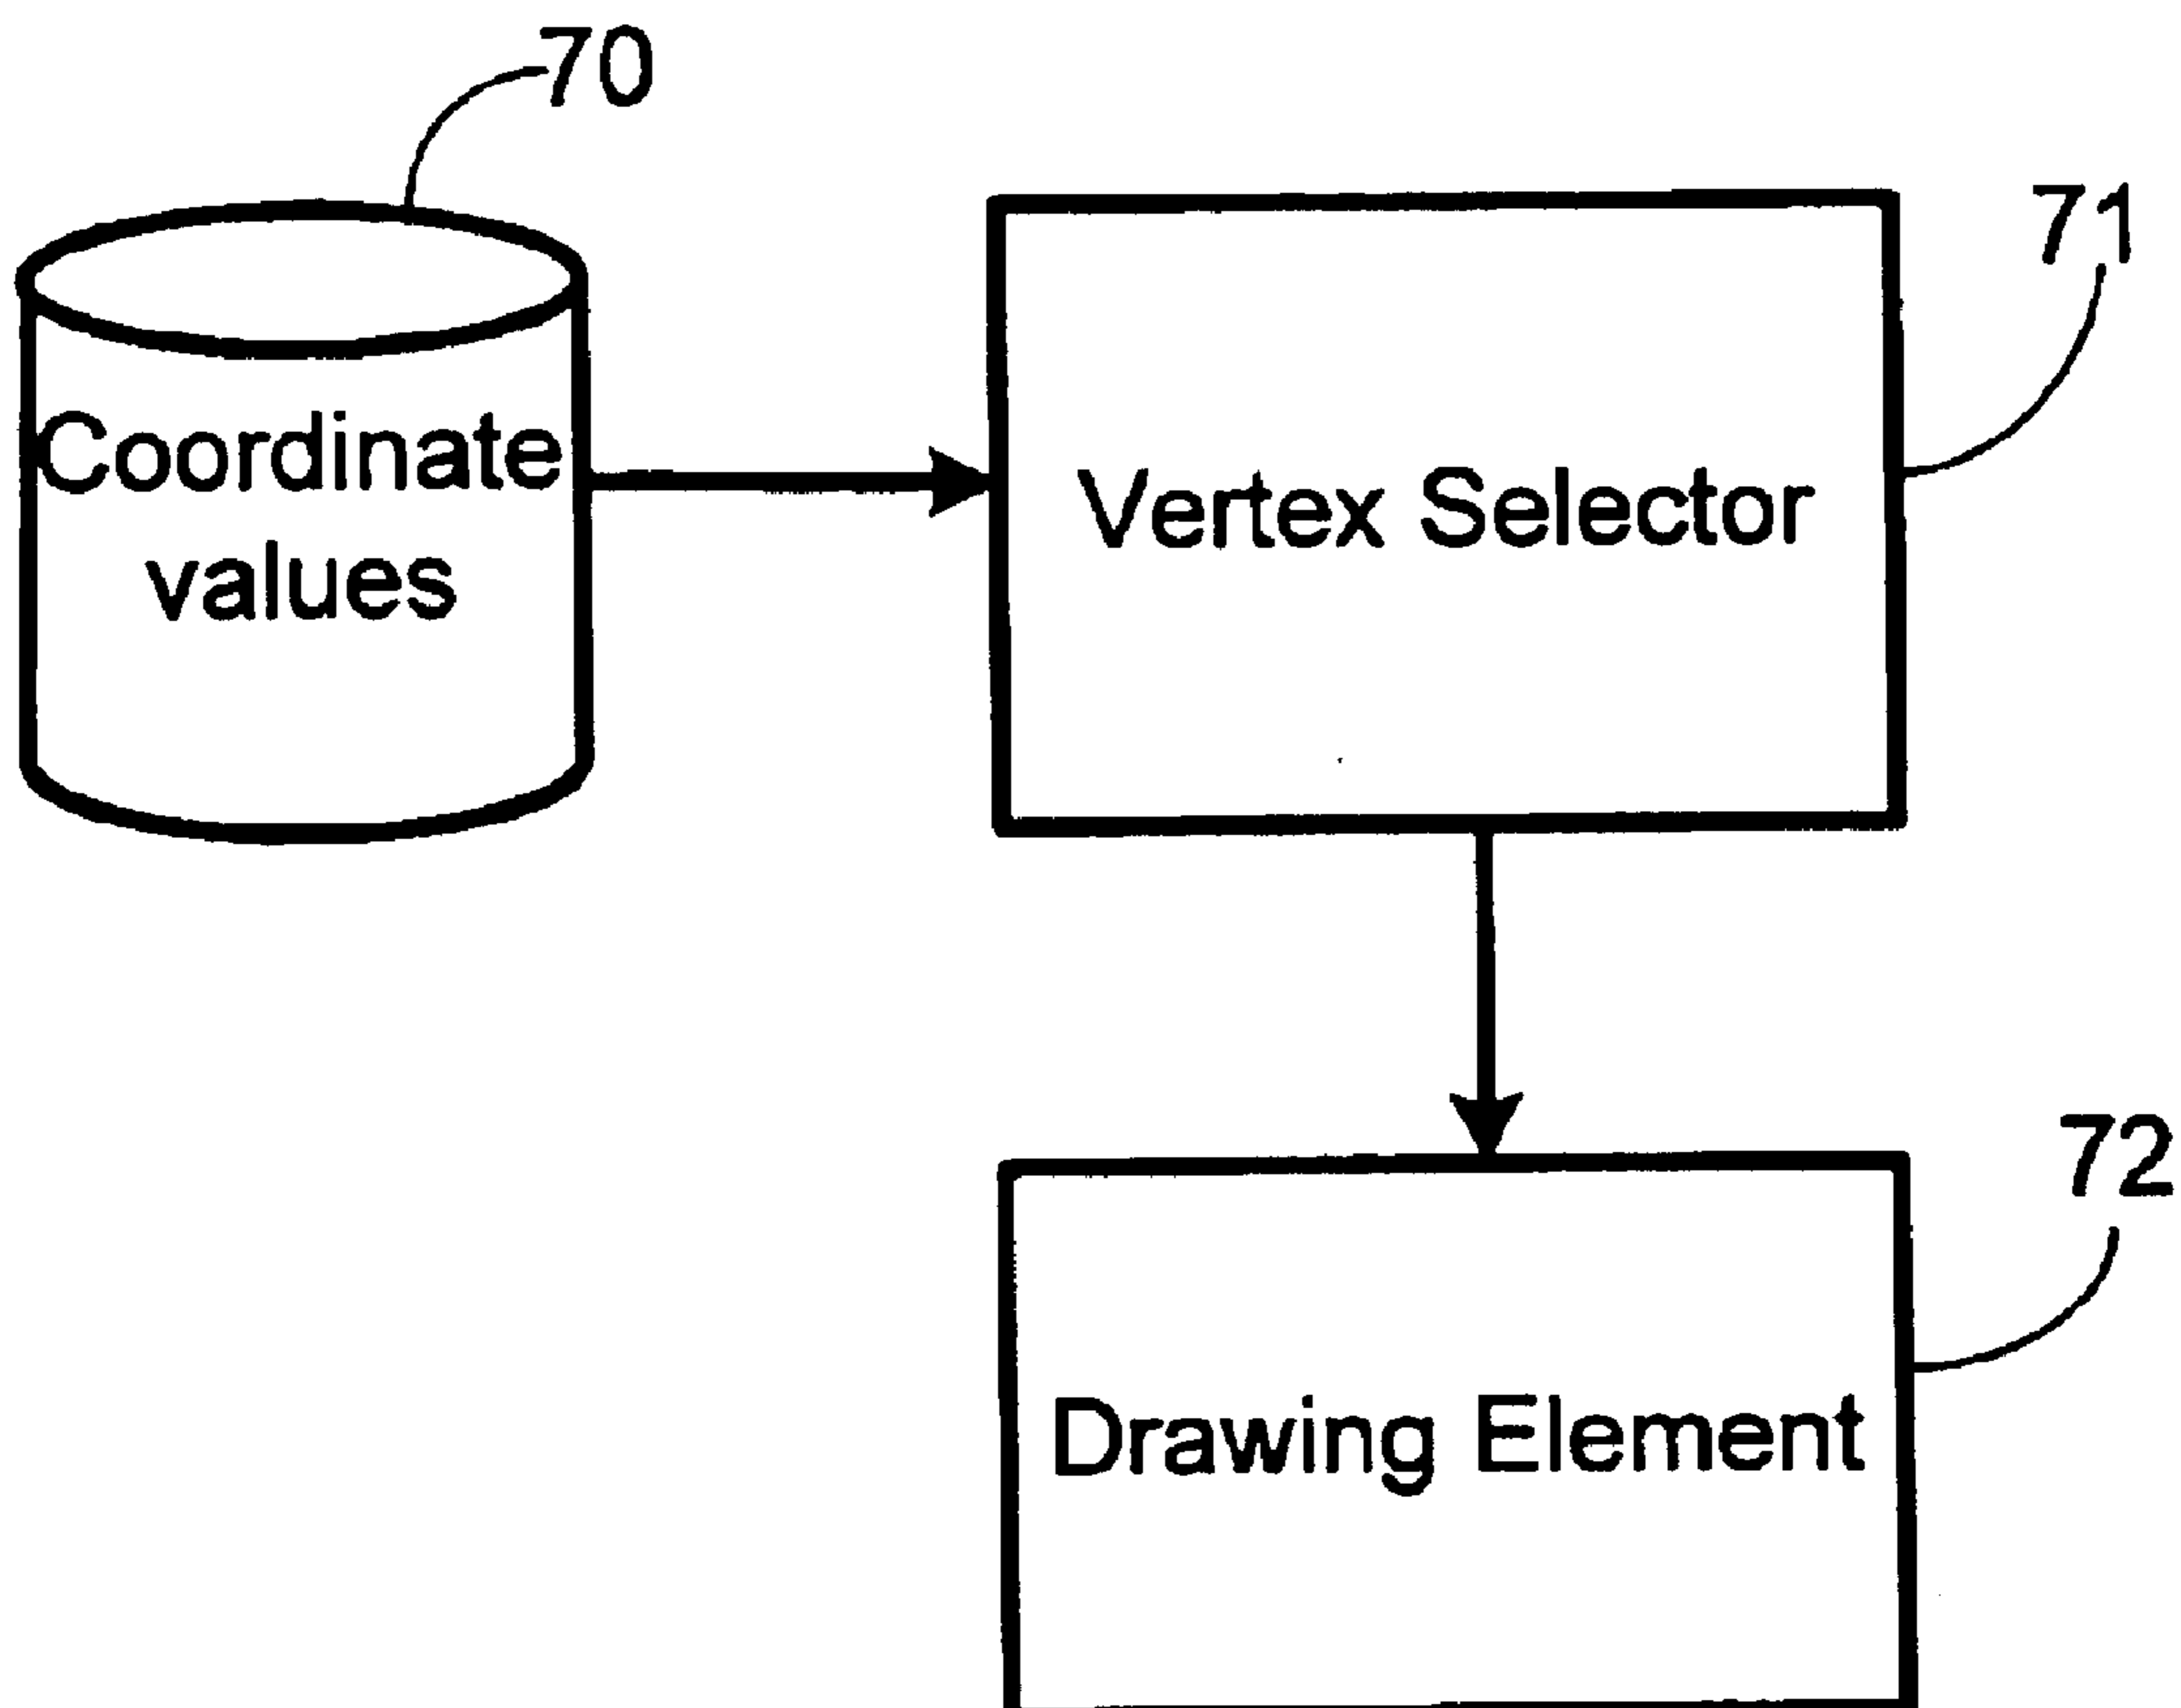 70
71
Coordinate
values
Vertex Selector
72
Drawing Element